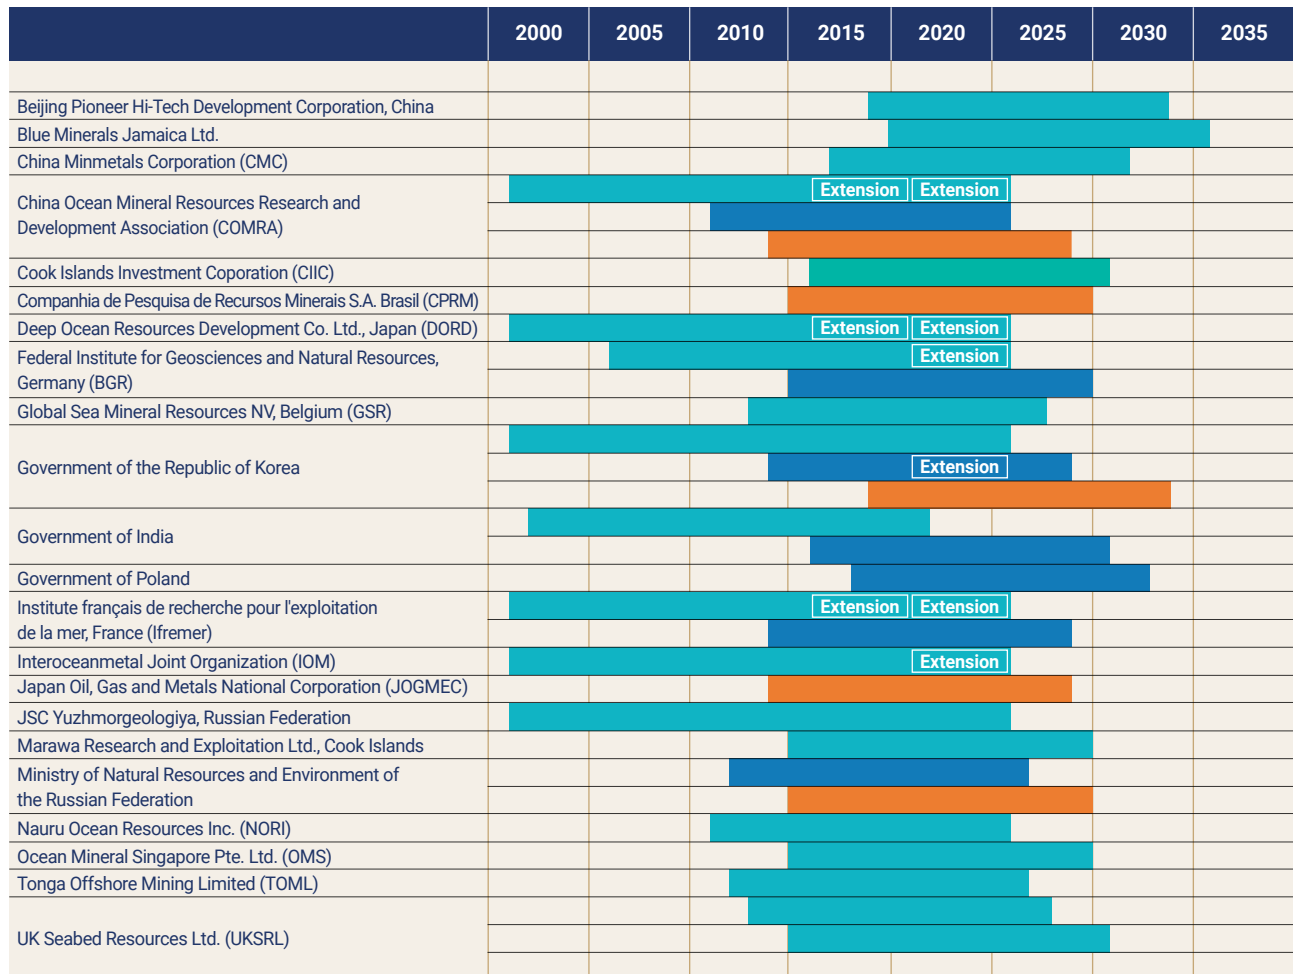 2000 2005 2010 2015 2020 2025 2030 2035
Beijing Pioneer Hi-Tech Development Corporation, China
Blue Minerals Jamaica Ltd.
China Minmetals Corporation (CMC)
China Ocean Mineral Resources Research and
Development Association (COMRA)
Extension Extension
Cook Islands Investment Coporation (CIIC)
Companhia de Pesquisa de Recursos Minerais S.A. Brasil (CPRM)
Deep Ocean Resources Development Co. Ltd., Japan (DORD) Extension Extension
Federal Institute for Geosciences and Natural Resources,
Germany (BGR)
Extension
Global Sea Mineral Resources NV, Belgium (GSR)
Government of the Republic of Korea Extension
Government of India
Government of Poland
Institute français de recherche pour l'exploitation
de la mer, France (Ifremer)
Extension Extension
Interoceanmetal Joint Organization (IOM) Extension
Japan Oil, Gas and Metals National Corporation (JOGMEC)
JSC Yuzhmorgeologiya, Russian Federation
Marawa Research and Exploitation Ltd., Cook Islands
Ministry of Natural Resources and Environment of
the Russian Federation
Nauru Ocean Resources Inc. (NORI)
Ocean Mineral Singapore Pte. Ltd. (OMS)
Tonga Offshore Mining Limited (TOML)
UK Seabed Resources Ltd. (UKSRL)